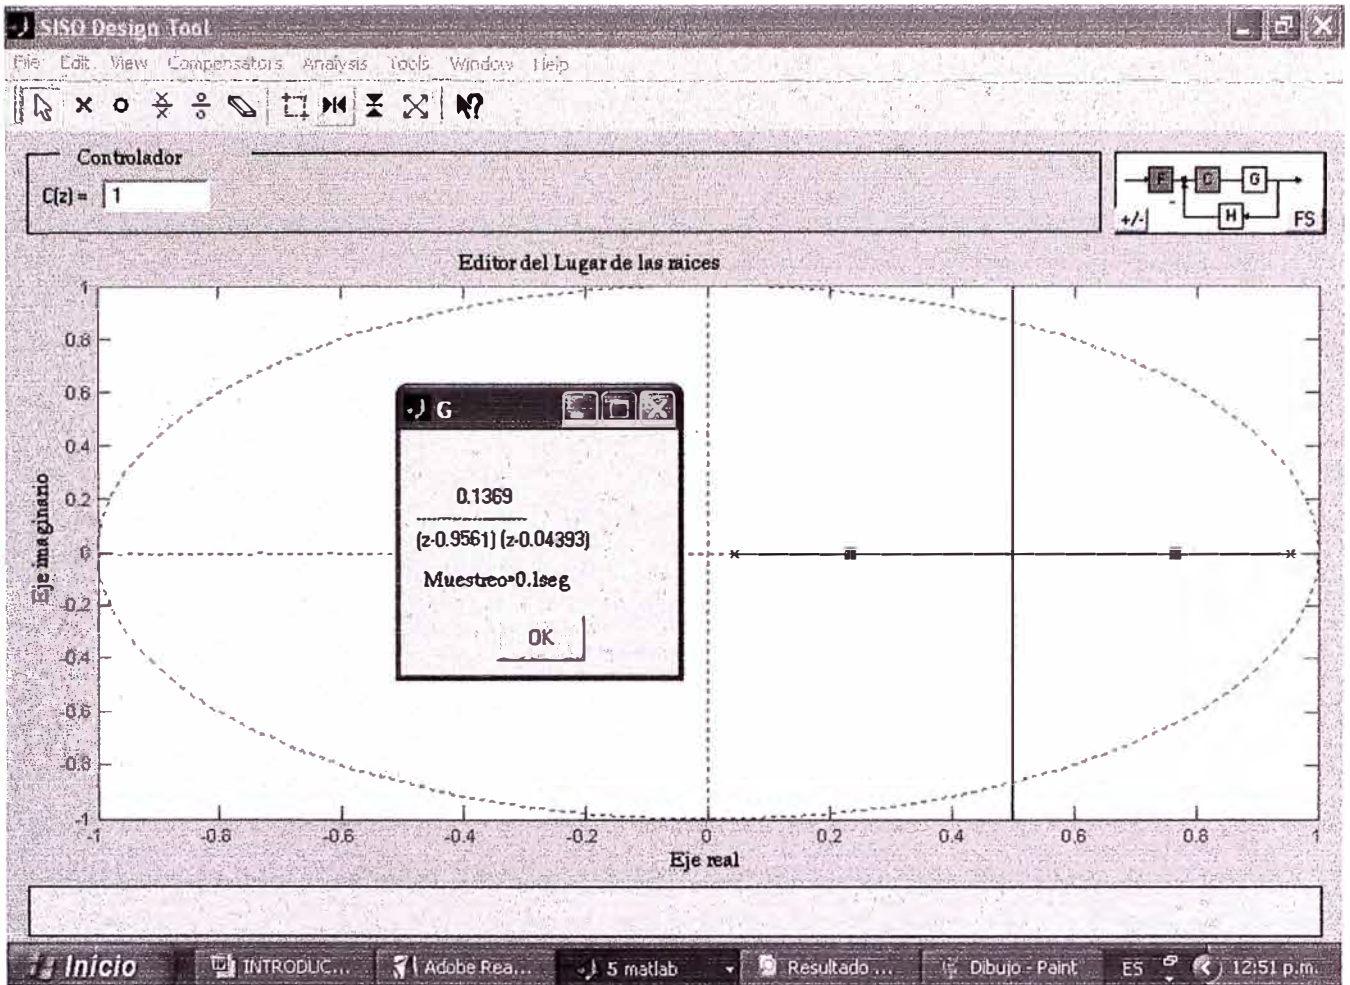 SISO Design Tool
File Edit View Compensators Analysis Tools Window Help
Controlador
C(z) = 1
F C G
H
+/- FS
Editor del Lugar de las raices
1
0.8
0.6
0.4
0.2
0
-0.2
-0.4
-0.6
-0.8
-1
Eje imaginario
G
0.1369
(z-0.9561) (z-0.04393)
Muestreo=0.1seg
OK
-1 -0.8 -0.6 -0.4 -0.2 0 0.2 0.4 0.6 0.8 1
Eje real
Inicio INTRODUC... Adobe Rea... 5 matlab Resultado ... Dibujo - Paint ES 12:51 p.m.